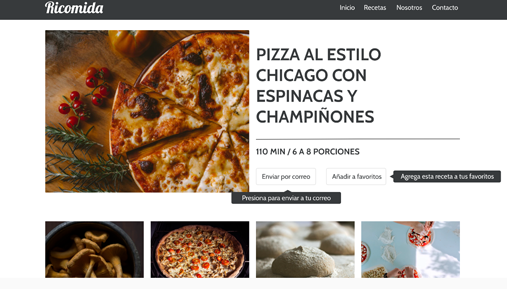 Ricomida
Inicio Recetas Nosotros Contacto
PIZZA AL ESTILO
CHICAGO CON
ESPINACAS Y
CHAMPIÑONES
110 MIN / 6 A 8 PORCIONES
Enviar por correo Añadir a favoritos Agrega esta receta a tus favoritos
Presiona para enviar a tu correo